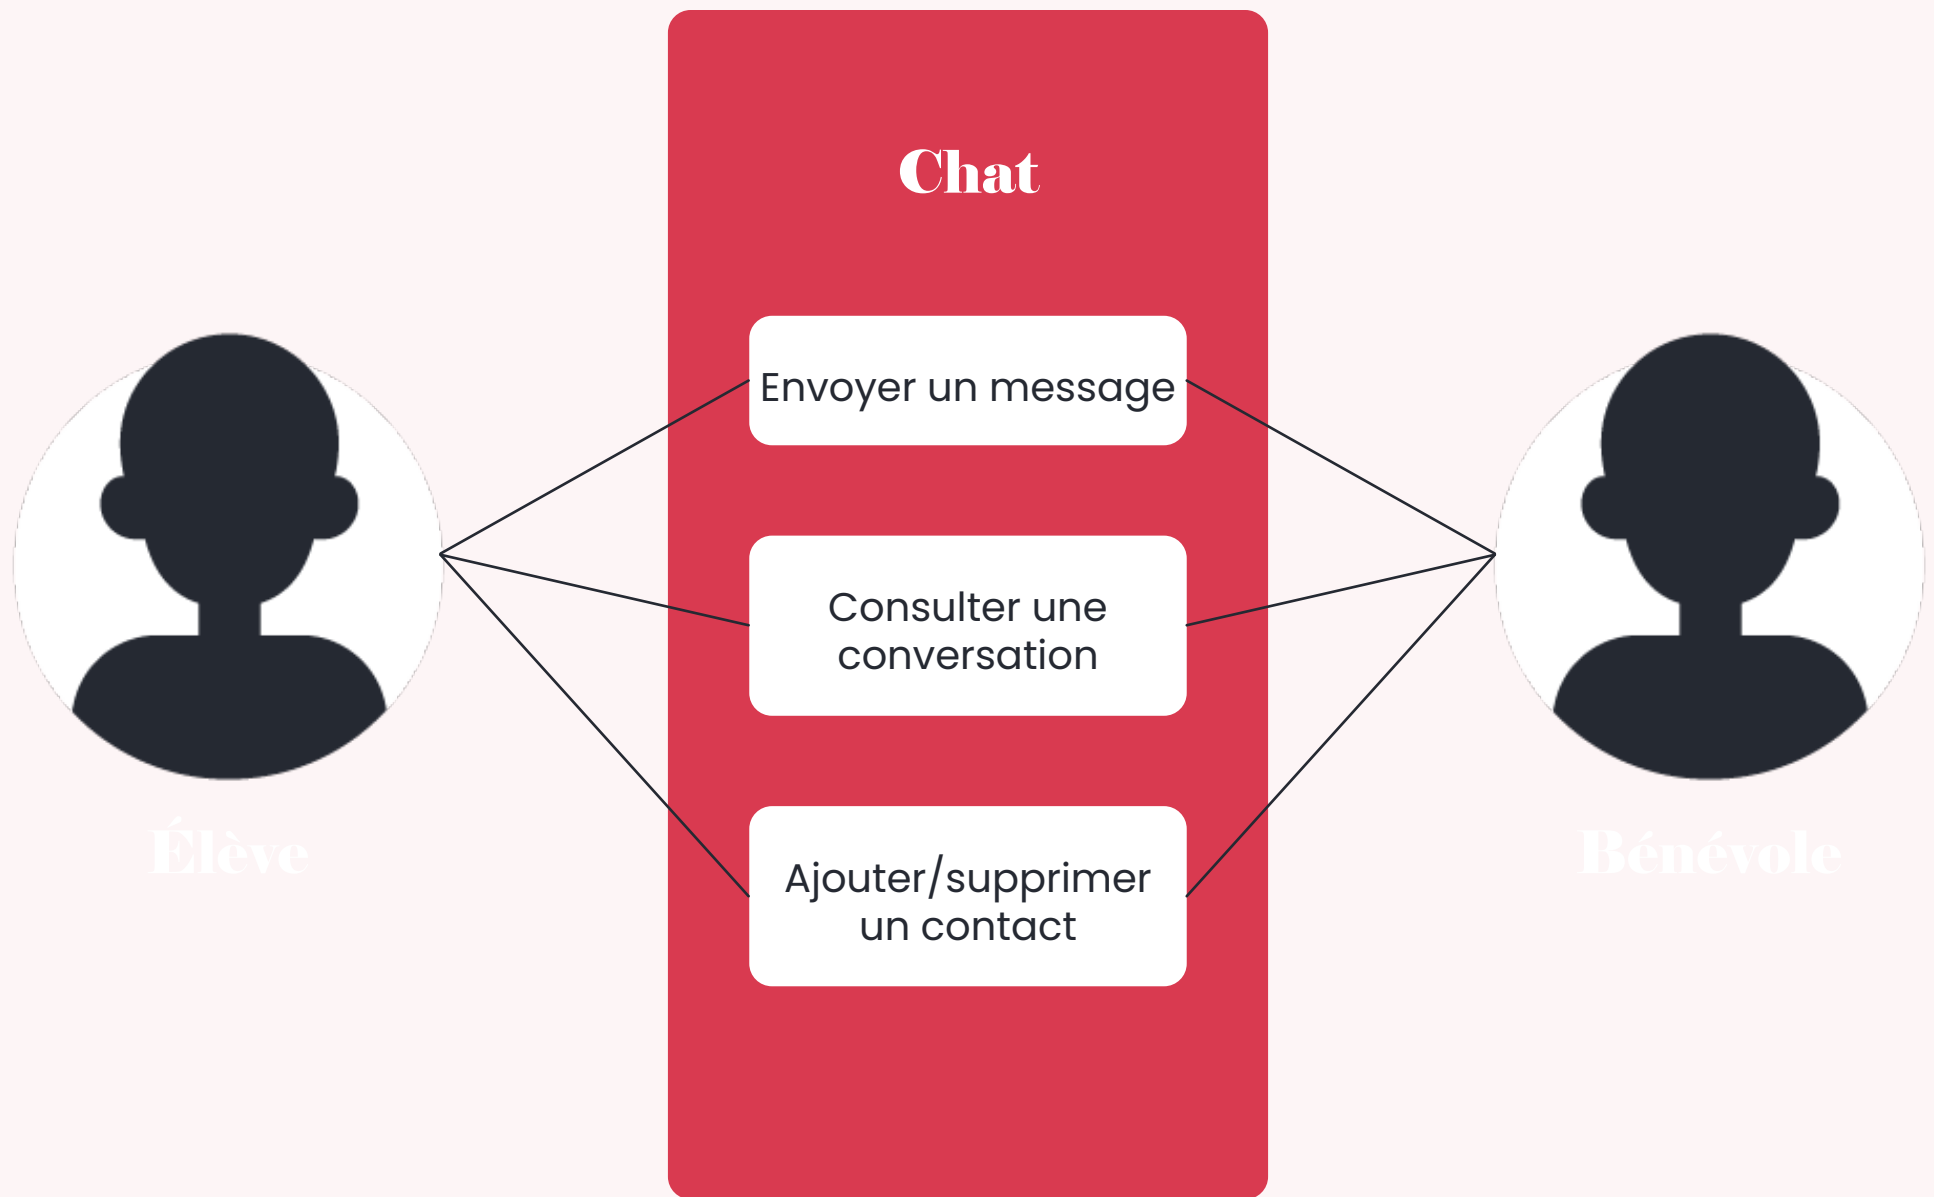 Chat
Envoyer un message
Consulter une
conversation
Ajouter/supprimer
un contact
Élève
Bénévole